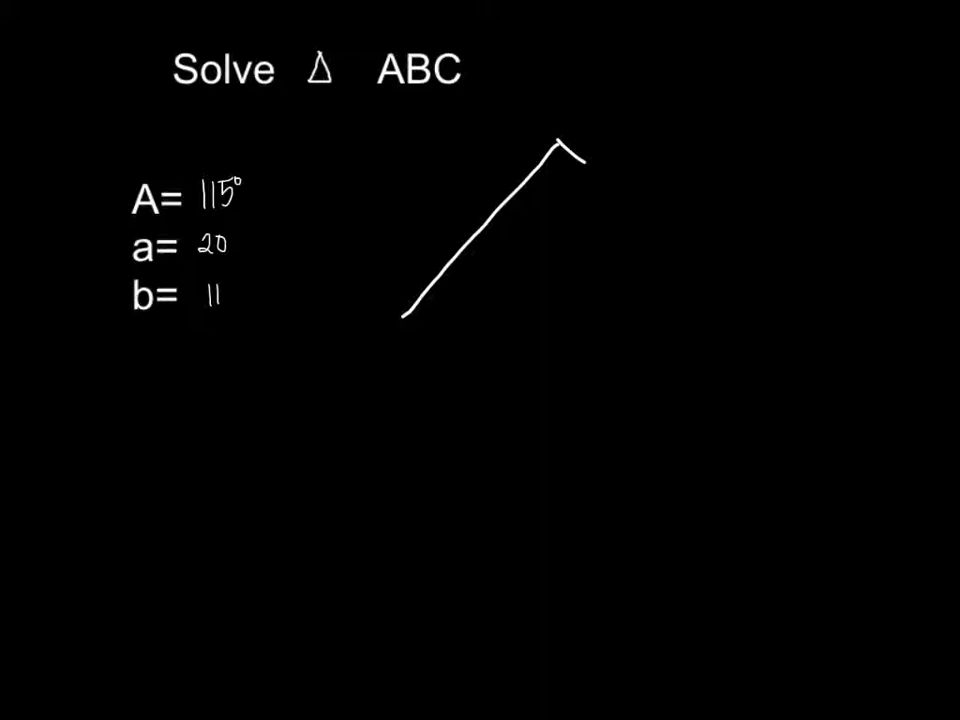 Solve Δ ABC
A= 115°
a= 20
b= 11